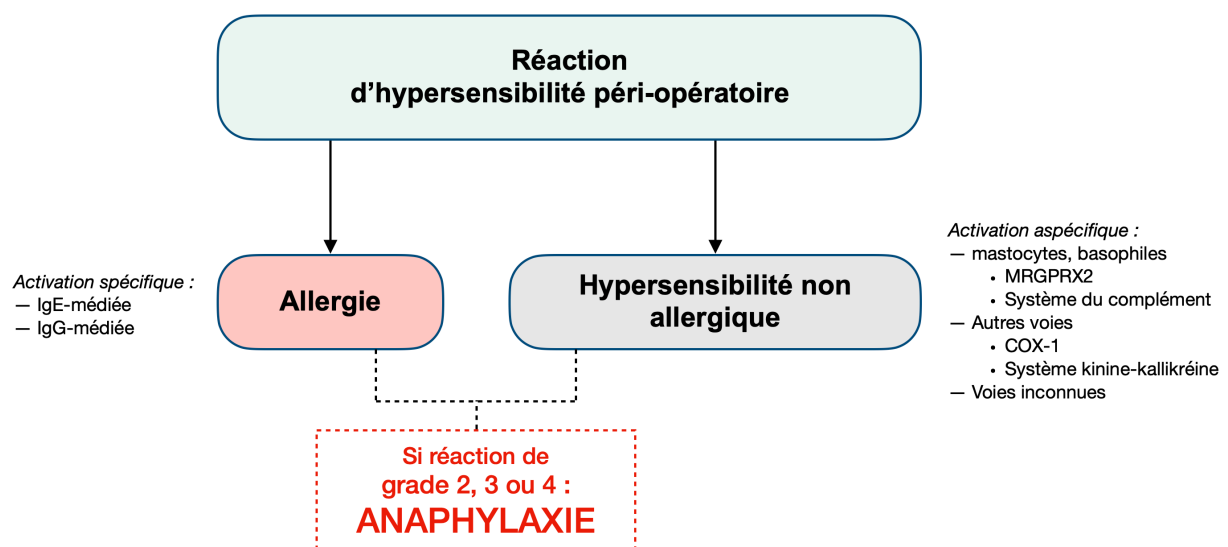 Réaction
d’hypersensibilité péri-opératoire
Activation spécifique :
— IgE-médiée
— IgG-médiée
Allergie
Hypersensibilité non
allergique
Activation aspécifique :
— mastocytes, basophiles
• MRGPRX2
• Système du complément
— Autres voies
• COX-1
• Système kinine-kallikréine
— Voies inconnues
Si réaction de
grade 2, 3 ou 4 :
ANAPHYLAXIE